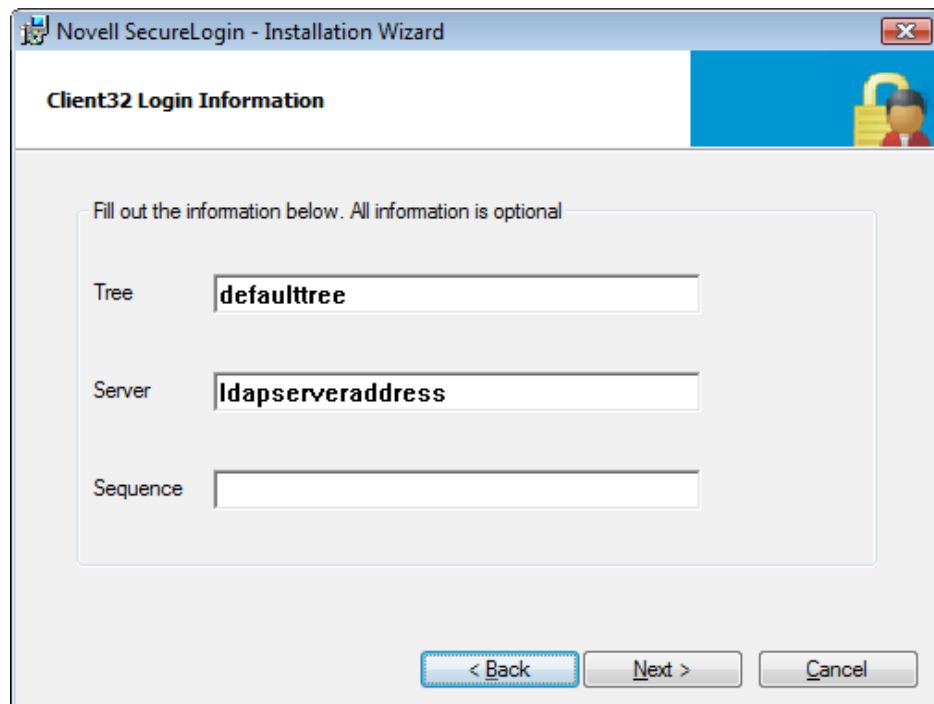 Novell SecureLogin - Installation Wizard
Client32 Login Information
Fill out the information below. All information is optional
Tree
defaulttree
Server
ldapserveraddress
Sequence
< Back
Next >
Cancel